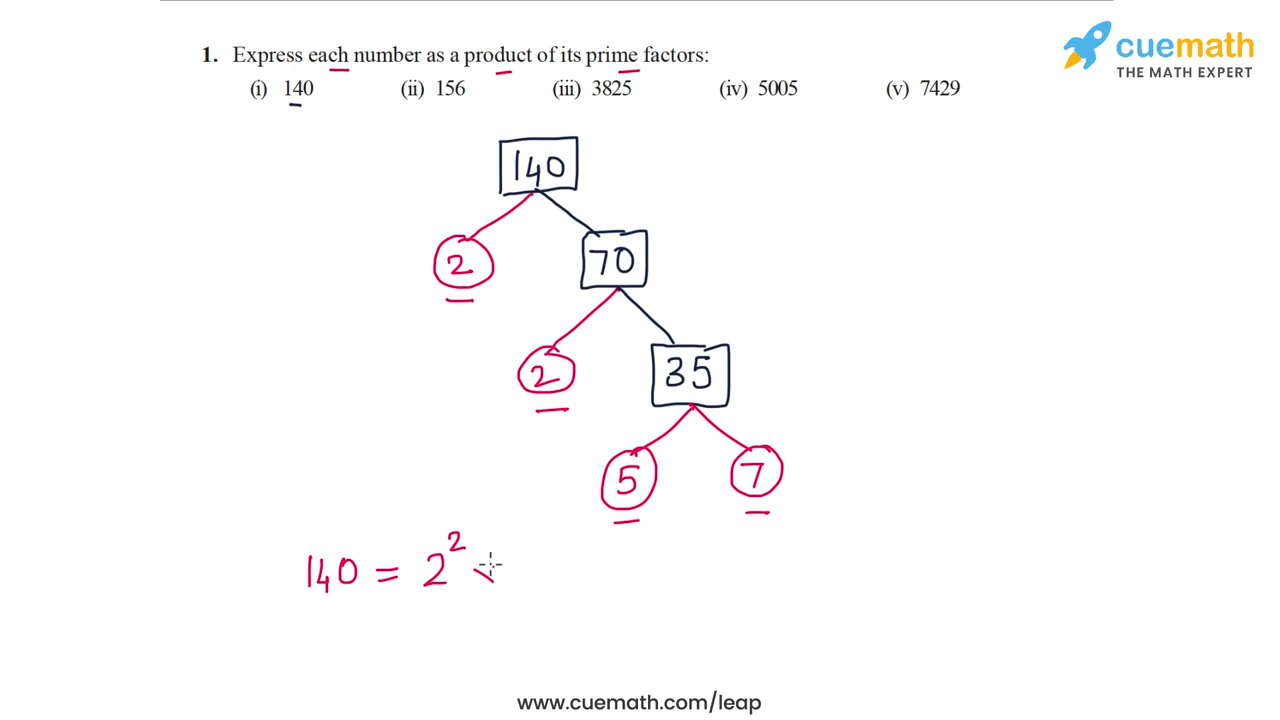 cuemath
THE MATH EXPERT
1. Express each number as a product of its prime factors:
(i) 140 (ii) 156 (iii) 3825 (iv) 5005 (v) 7429
140
2 70
2 35
5 7
140 = 2²
www.cuemath.com/leap